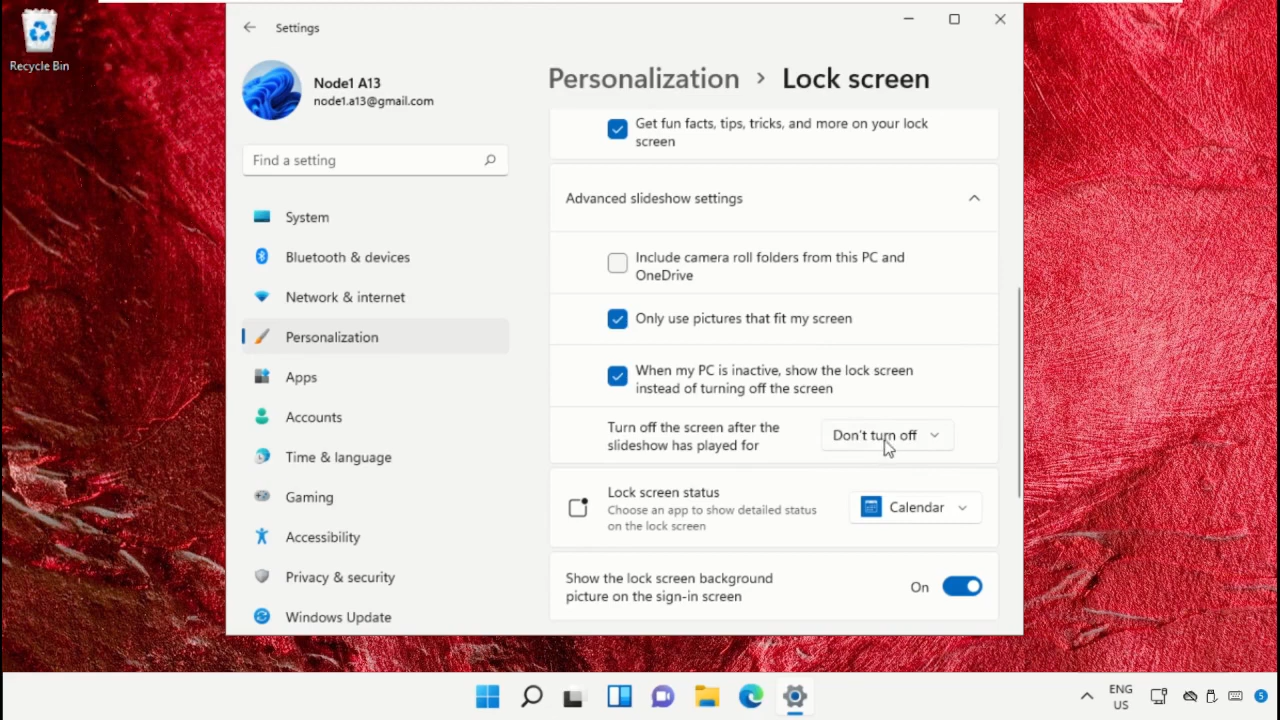 Recycle Bin
Settings
Node1 A13
node1.a13@gmail.com
Find a setting
System
Bluetooth & devices
Network & internet
Personalization
Apps
Accounts
Time & language
Gaming
Accessibility
Privacy & security
Windows Update
Personalization > Lock screen
Get fun facts, tips, tricks, and more on your lock
screen
Advanced slideshow settings
Include camera roll folders from this PC and
OneDrive
Only use pictures that fit my screen
When my PC is inactive, show the lock screen
instead of turning off the screen
Turn off the screen after the
slideshow has played for
Don't turn off
Lock screen status
Choose an app to show detailed status
on the lock screen
Calendar
Show the lock screen background
picture on the sign-in screen
On
ENG
US
5